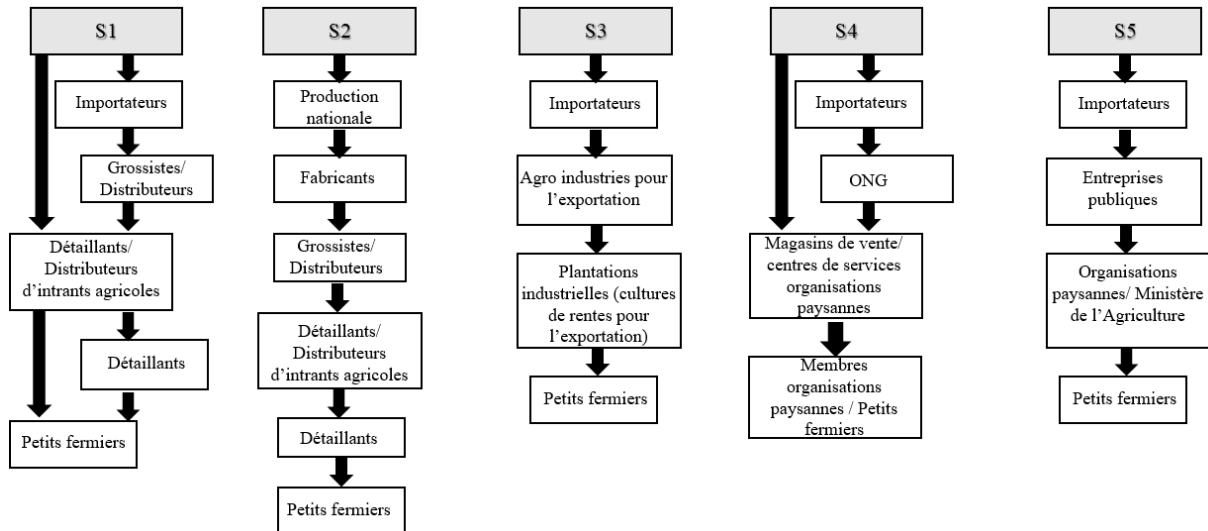 S1
Importateurs
Grossistes/
Distributeurs
Détaillants/
Distributeurs
d’intrants agricoles
Détaillants
Petits fermiers
S2
Production
nationale
Fabricants
Grossistes/
Distributeurs
Détaillants/
Distributeurs
d’intrants agricoles
Détaillants
Petits fermiers
S3
Importateurs
Agro industries pour
l’exportation
Plantations
industrielles (cultures
de rentes pour
l’exportation)
Petits fermiers
S4
Importateurs
ONG
Magasins de vente/
centres de services
organisations
paysannes
Membres
organisations
paysannes / Petits
fermiers
S5
Importateurs
Entreprises
publiques
Organisations
paysannes/ Ministère
de l’Agriculture
Petits fermiers